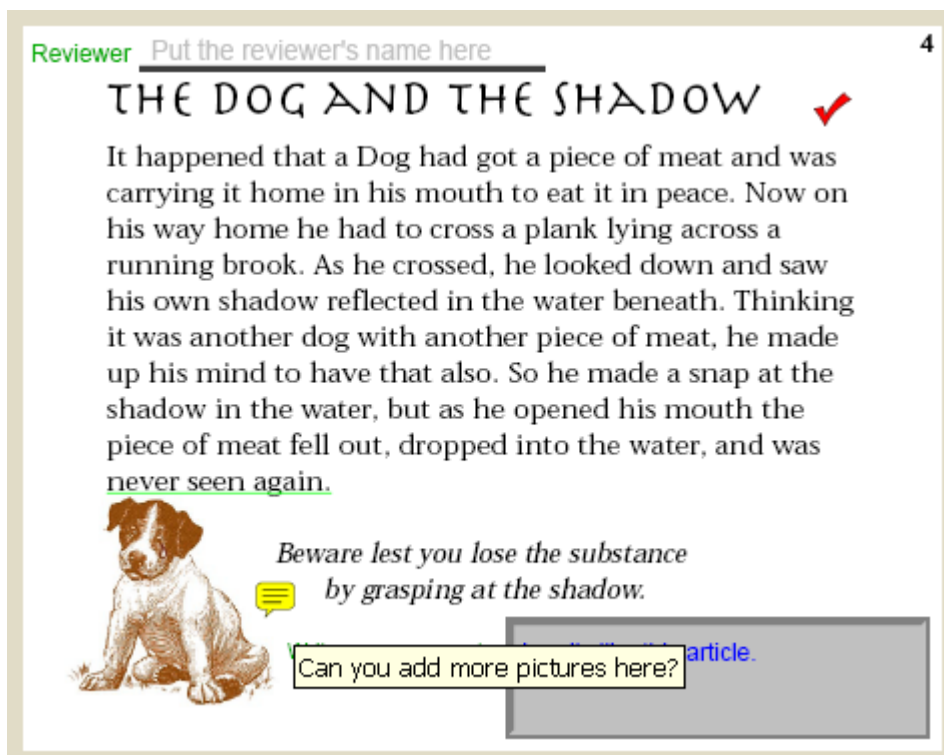 4
Reviewer Put the reviewer's name here
THE DOG AND THE SHADOW
It happened that a Dog had got a piece of meat and was
carrying it home in his mouth to eat it in peace. Now on
his way home he had to cross a plank lying across a
running brook. As he crossed, he looked down and saw
his own shadow reflected in the water beneath. Thinking
it was another dog with another piece of meat, he made
up his mind to have that also. So he made a snap at the
shadow in the water, but as he opened his mouth the
piece of meat fell out, dropped into the water, and was
never seen again.
Beware lest you lose the substance
by grasping at the shadow.
article.
Can you add more pictures here?